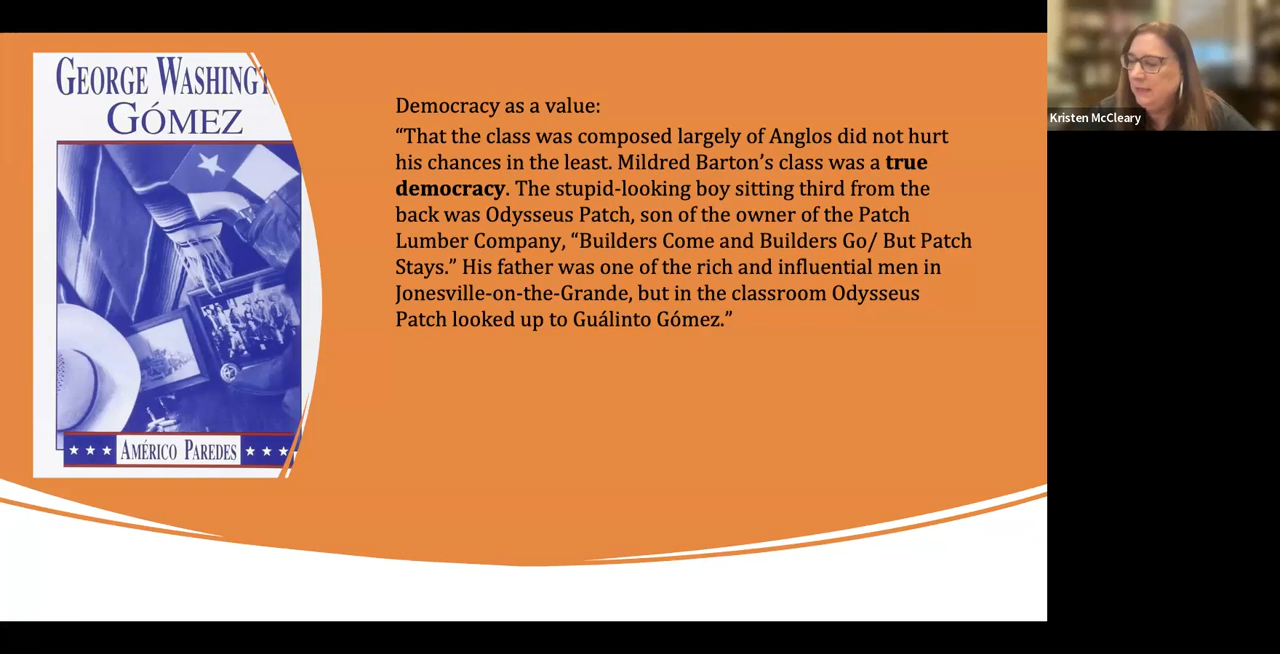 GEORGE WASHINGT
GÓMEZ
AMÉRICO PAREDES
Democracy as a value:
“That the class was composed largely of Anglos did not hurt
his chances in the least. Mildred Barton’s class was a true
democracy. The stupid-looking boy sitting third from the
back was Odysseus Patch, son of the owner of the Patch
Lumber Company, “Builders Come and Builders Go/ But Patch
Stays.” His father was one of the rich and influential men in
Jonesville-on-the-Grande, but in the classroom Odysseus
Patch looked up to Guálinto Gómez.”
Kristen McCleary